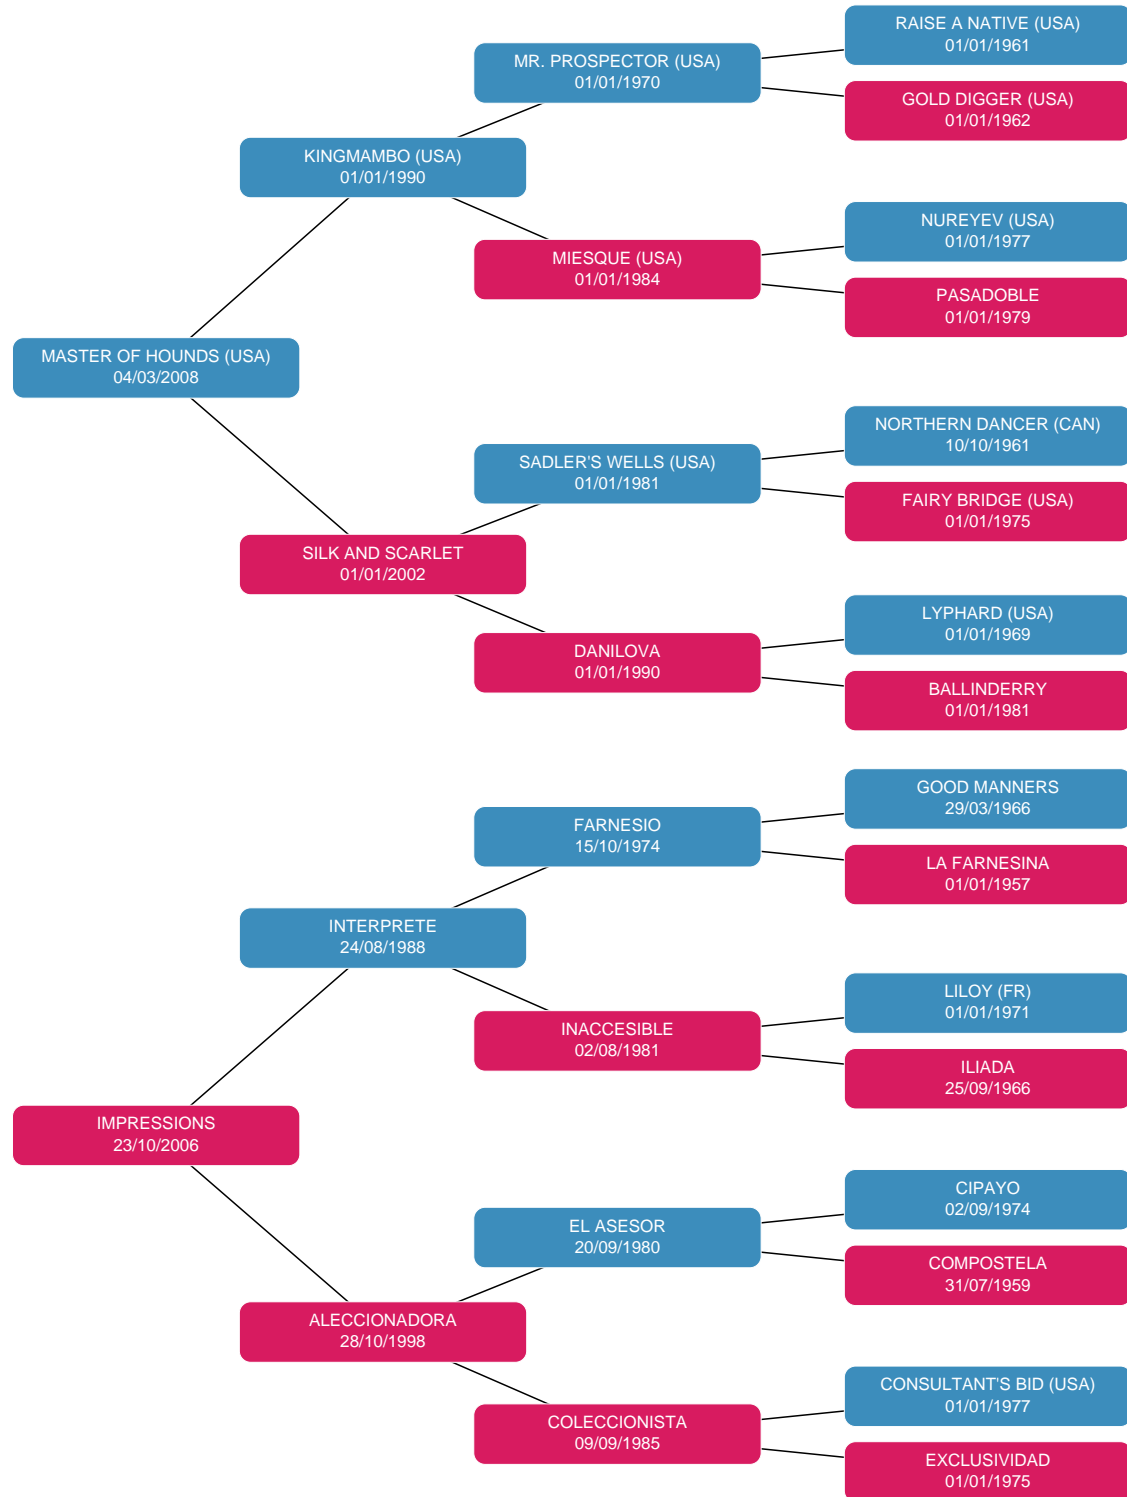 RAISE A NATIVE (USA)
01/01/1961
MR. PROSPECTOR (USA)
01/01/1970
GOLD DIGGER (USA)
01/01/1962
KINGMAMBO (USA)
01/01/1990
NUREYEV (USA)
01/01/1977
MIESQUE (USA)
01/01/1984
PASADOBLE
01/01/1979
MASTER OF HOUNDS (USA)
04/03/2008
NORTHERN DANCER (CAN)
10/10/1961
SADLER'S WELLS (USA)
01/01/1981
FAIRY BRIDGE (USA)
01/01/1975
SILK AND SCARLET
01/01/2002
LYPHARD (USA)
01/01/1969
DANILOVA
01/01/1990
BALLINDERRY
01/01/1981
GOOD MANNERS
29/03/1966
FARNESIO
15/10/1974
LA FARNESINA
01/01/1957
INTERPRETE
24/08/1988
LILOY (FR)
01/01/1971
INACCESIBLE
02/08/1981
ILIADA
25/09/1966
IMPRESSIONS
23/10/2006
CIPAYO
02/09/1974
EL ASESOR
20/09/1980
COMPOSTELA
31/07/1959
ALECCIONADORA
28/10/1998
CONSULTANT'S BID (USA)
01/01/1977
COLECCIONISTA
09/09/1985
EXCLUSIVIDAD
01/01/1975